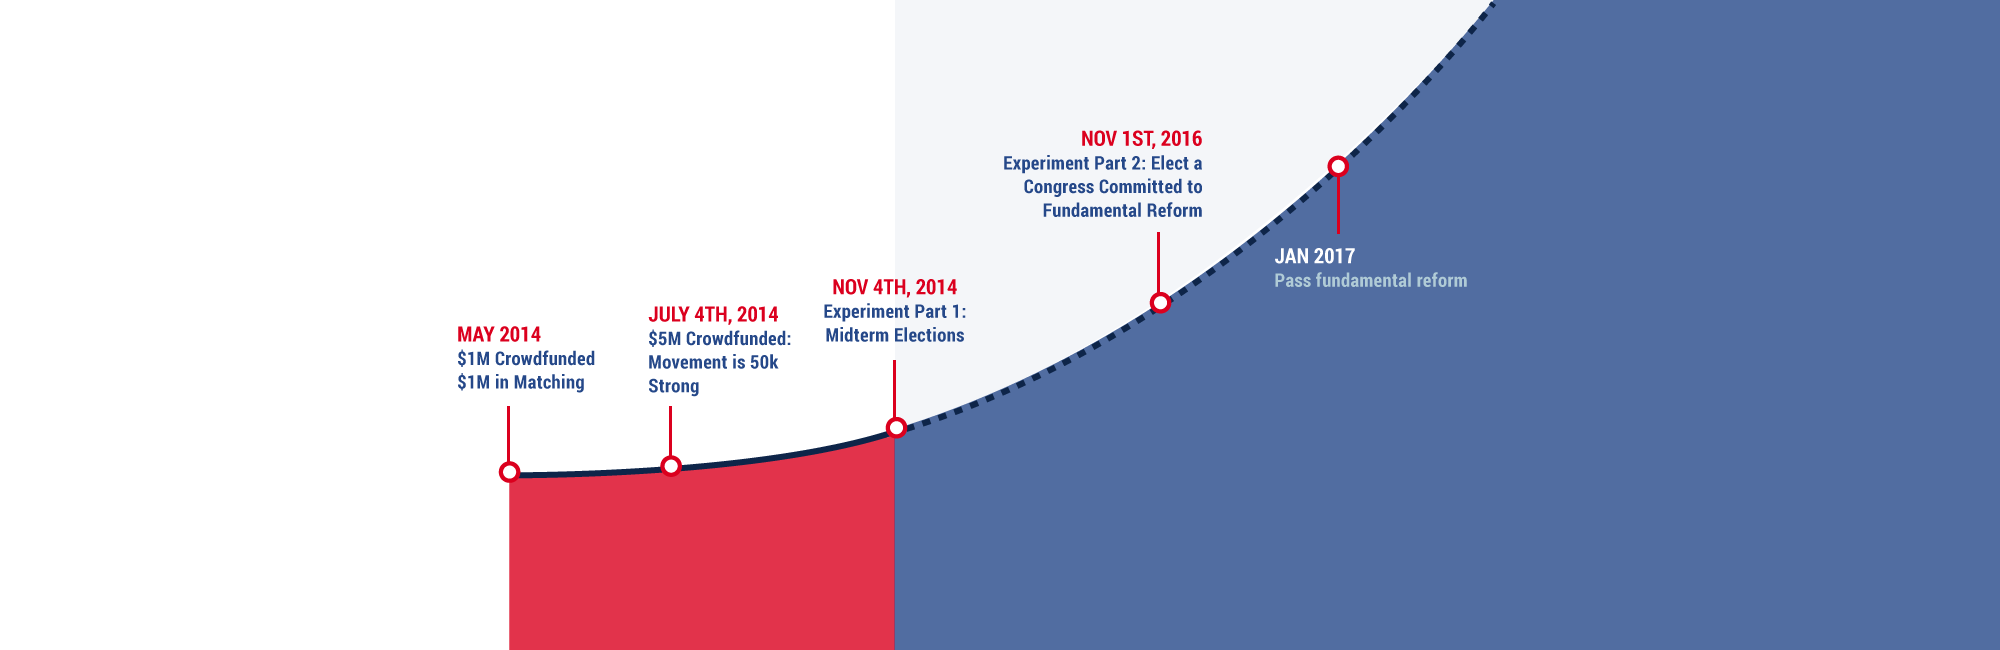 MAY 2014
$1M Crowdfunded
$1M in Matching
JULY 4TH, 2014
$5M Crowdfunded:
Movement is 50k
Strong
NOV 4TH, 2014
Experiment Part 1:
Midterm Elections
NOV 1ST, 2016
Experiment Part 2: Elect a
Congress Committed to
Fundamental Reform
JAN 2017
Pass fundamental reform